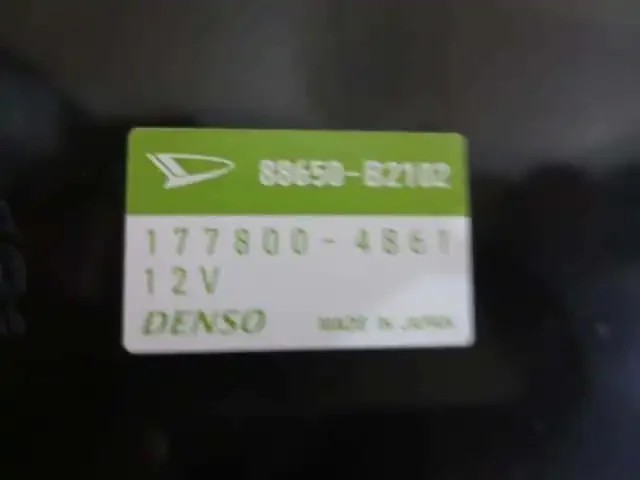 88650-B2102
177800-4861
12V
DENSO MADE IN JAPAN